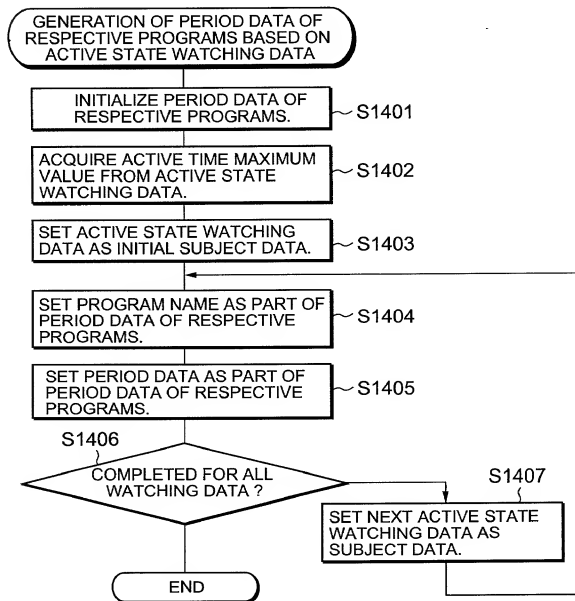 GENERATION OF PERIOD DATA OF
RESPECTIVE PROGRAMS BASED ON
ACTIVE STATE WATCHING DATA
INITIALIZE PERIOD DATA OF
RESPECTIVE PROGRAMS.
S1401
ACQUIRE ACTIVE TIME MAXIMUM
VALUE FROM ACTIVE STATE
WATCHING DATA.
S1402
SET ACTIVE STATE WATCHING
DATA AS INITIAL SUBJECT DATA.
S1403
SET PROGRAM NAME AS PART OF
PERIOD DATA OF RESPECTIVE
PROGRAMS.
S1404
SET PERIOD DATA AS PART OF
PERIOD DATA OF RESPECTIVE
PROGRAMS.
S1405
S1406
COMPLETED FOR ALL
WATCHING DATA ?
S1407
SET NEXT ACTIVE STATE
WATCHING DATA AS
SUBJECT DATA.
END